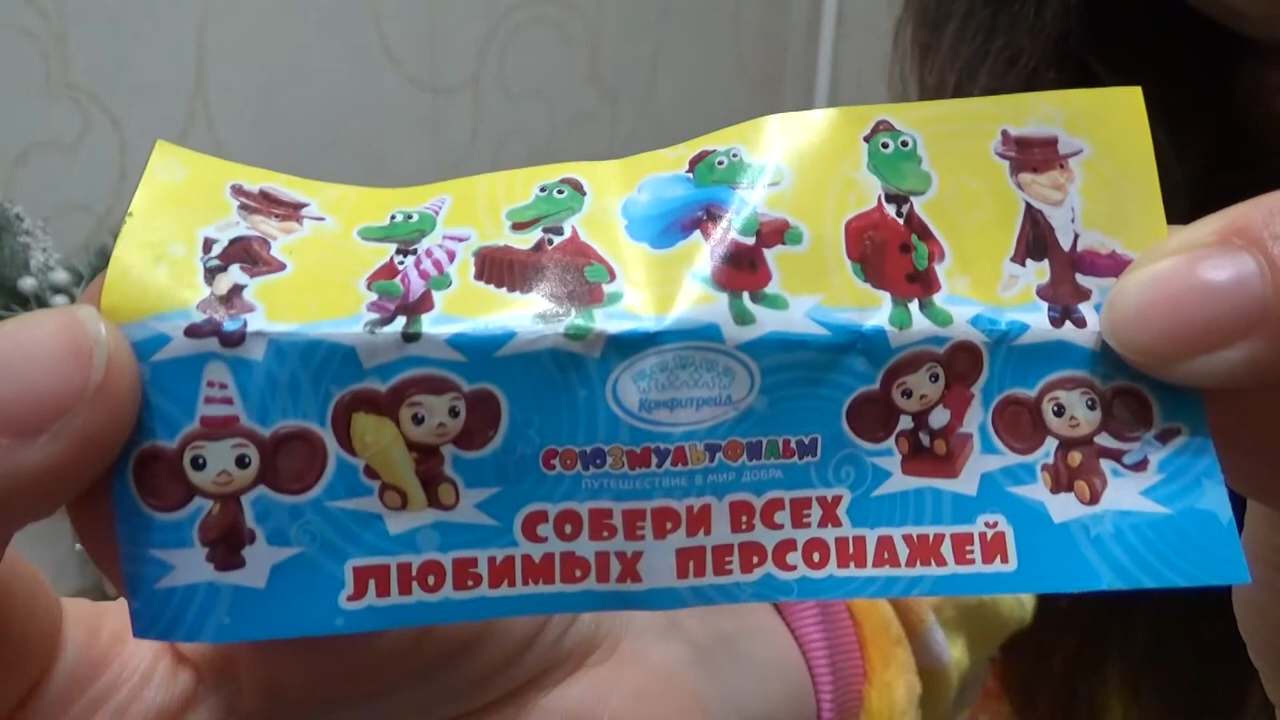 Конфитрейд
СОЮЗМУЛЬТФИЛЬМ
ПУТЕШЕСТВИЕ В МИР ДОБРА
СОБЕРИ ВСЕХ
ЛЮБИМЫХ ПЕРСОНАЖЕЙ